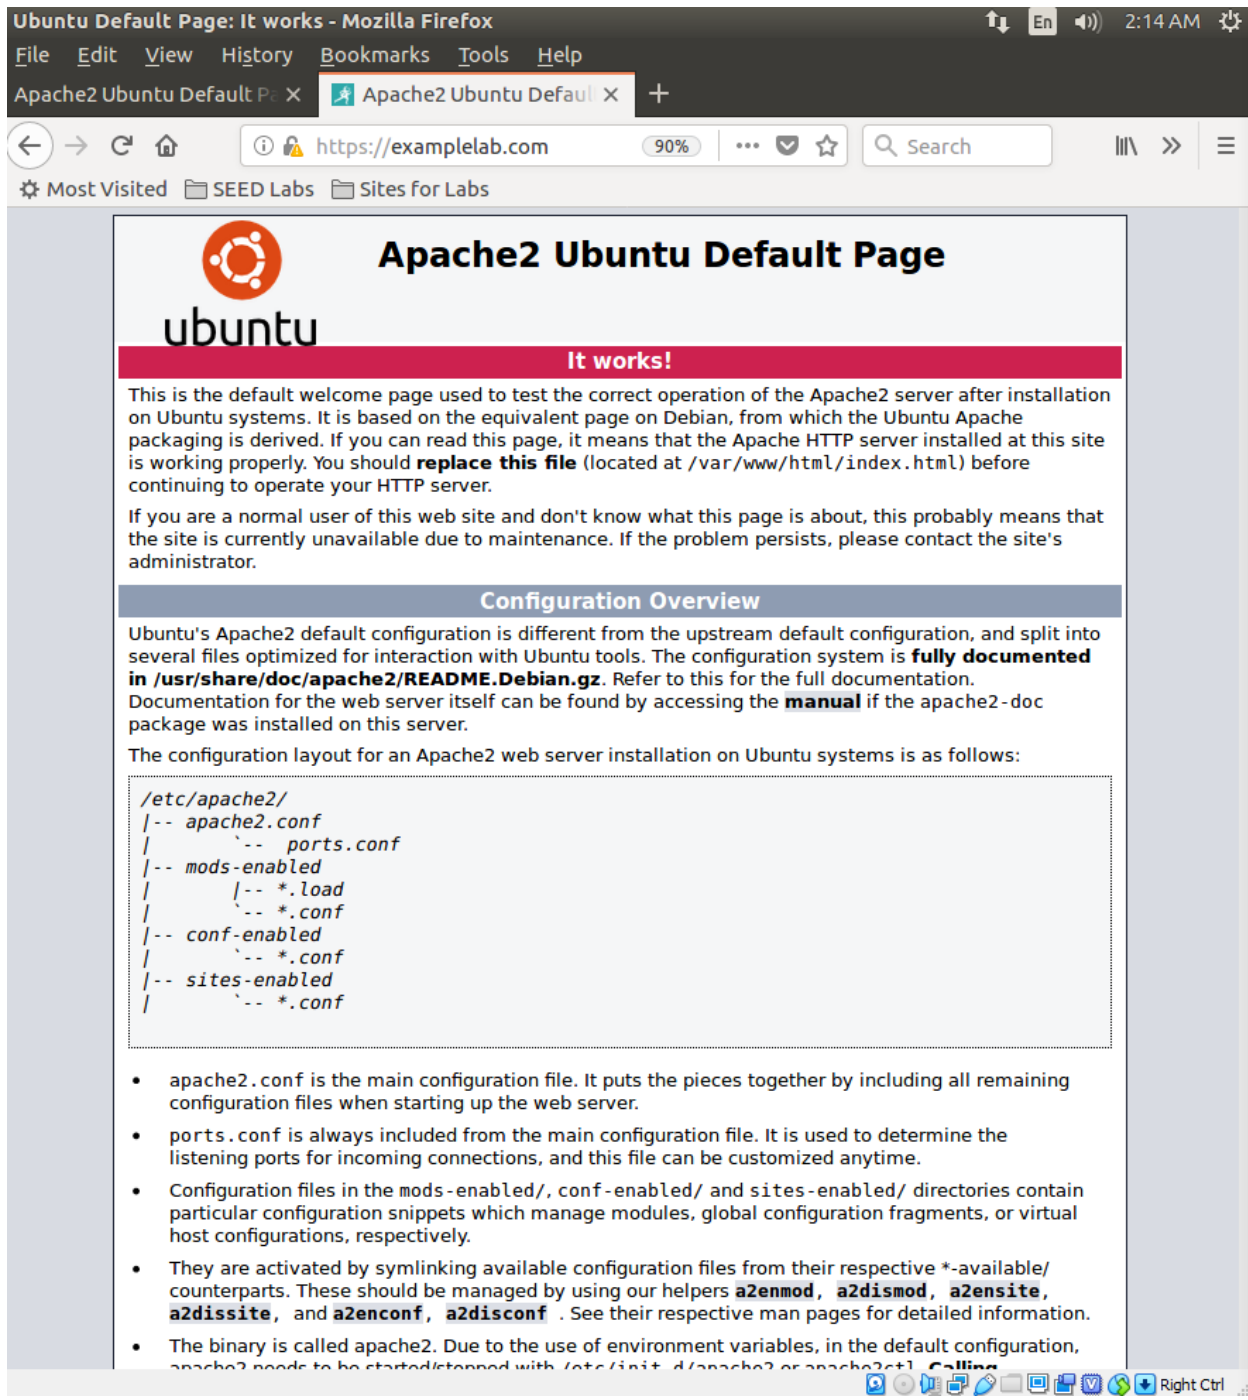 Ubuntu Default Page: It works - Mozilla Firefox En 2:14 AM
File Edit View History Bookmarks Tools Help
Apache2 Ubuntu Default Pa Apache2 Ubuntu Defaul
https://examplelab.com 90% Search
Most Visited SEED Labs Sites for Labs
ubuntu
Apache2 Ubuntu Default Page
It works!
This is the default welcome page used to test the correct operation of the Apache2 server after installation
on Ubuntu systems. It is based on the equivalent page on Debian, from which the Ubuntu Apache
packaging is derived. If you can read this page, it means that the Apache HTTP server installed at this site
is working properly. You should replace this file (located at /var/www/html/index.html) before
continuing to operate your HTTP server.
If you are a normal user of this web site and don't know what this page is about, this probably means that
the site is currently unavailable due to maintenance. If the problem persists, please contact the site's
administrator.
Configuration Overview
Ubuntu's Apache2 default configuration is different from the upstream default configuration, and split into
several files optimized for interaction with Ubuntu tools. The configuration system is fully documented
in /usr/share/doc/apache2/README.Debian.gz. Refer to this for the full documentation.
Documentation for the web server itself can be found by accessing the manual if the apache2-doc
package was installed on this server.
The configuration layout for an Apache2 web server installation on Ubuntu systems is as follows:
/etc/apache2/
|-- apache2.conf
|       `--  ports.conf
|-- mods-enabled
|       |-- *.load
|       `-- *.conf
|-- conf-enabled
|       `-- *.conf
|-- sites-enabled
|       `-- *.conf
• apache2.conf is the main configuration file. It puts the pieces together by including all remaining
configuration files when starting up the web server.
• ports.conf is always included from the main configuration file. It is used to determine the
listening ports for incoming connections, and this file can be customized anytime.
• Configuration files in the mods-enabled/, conf-enabled/ and sites-enabled/ directories contain
particular configuration snippets which manage modules, global configuration fragments, or virtual
host configurations, respectively.
• They are activated by symlinking available configuration files from their respective *-available/
counterparts. These should be managed by using our helpers a2enmod, a2dismod, a2ensite,
a2dissite, and a2enconf, a2disconf . See their respective man pages for detailed information.
• The binary is called apache2. Due to the use of environment variables, in the default configuration,
apache2 needs to be started/stopped with /etc/init.d/apache2 or apache2ctl. Calling
Right Ctrl